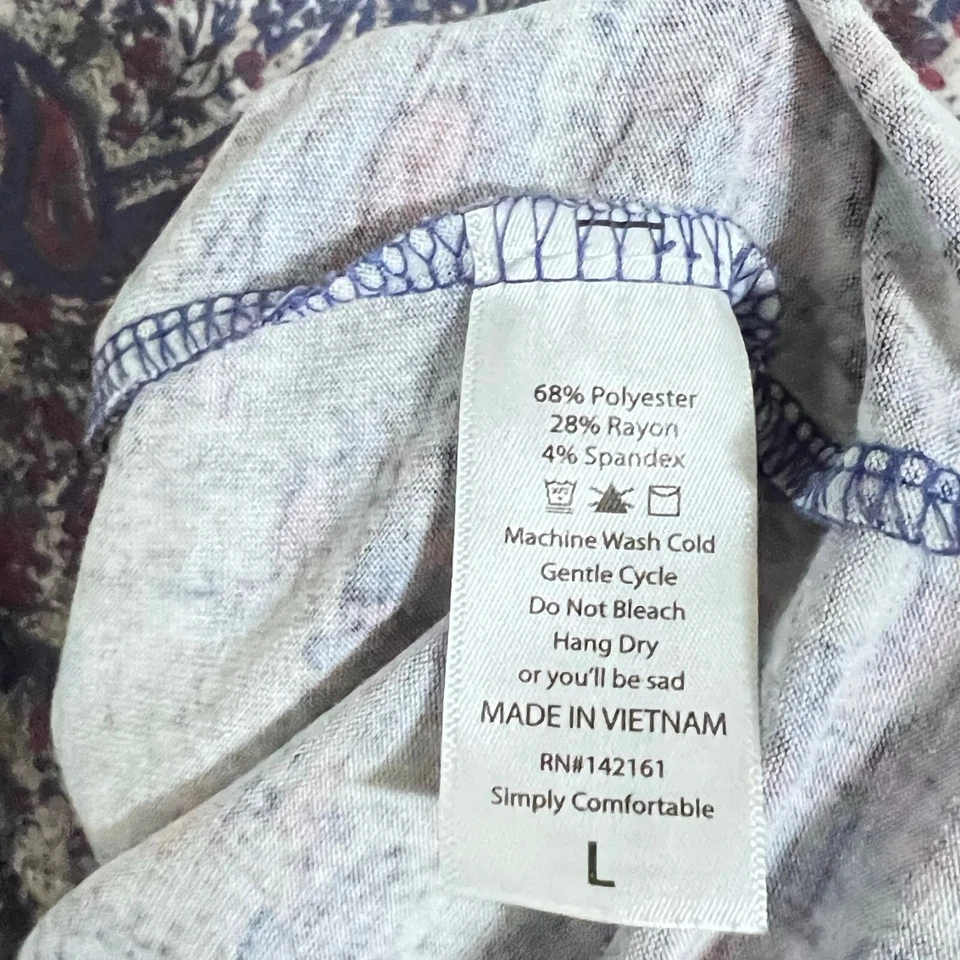 68% Polyester
28% Rayon
4% Spandex
Machine Wash Cold
Gentle Cycle
Do Not Bleach
Hang Dry
or you'll be sad
MADE IN VIETNAM
RN#142161
Simply Comfortable
L